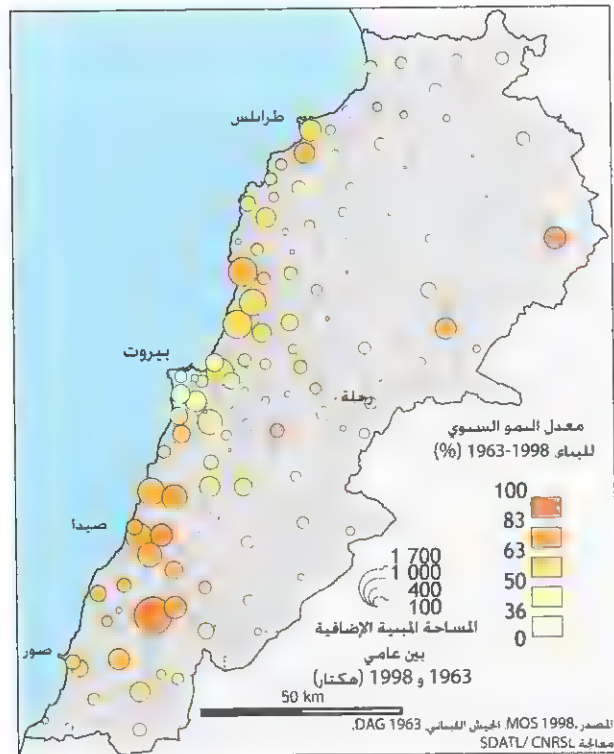 طرابلس
بيروت
زحلة
صيدا
صور
معدل النمو السنوي
للبناء, 1963-1998 (%)
100
83
63
50
36
0
1 700
1 000
400
100
المساحة المبنية الإضافية
بين عامي
1963 و 1998 (هكتار)
50 km
المصدر, MOS 1998, الجيش اللبناني, DAG 1963,
معالجة SDATL/ CNRSL